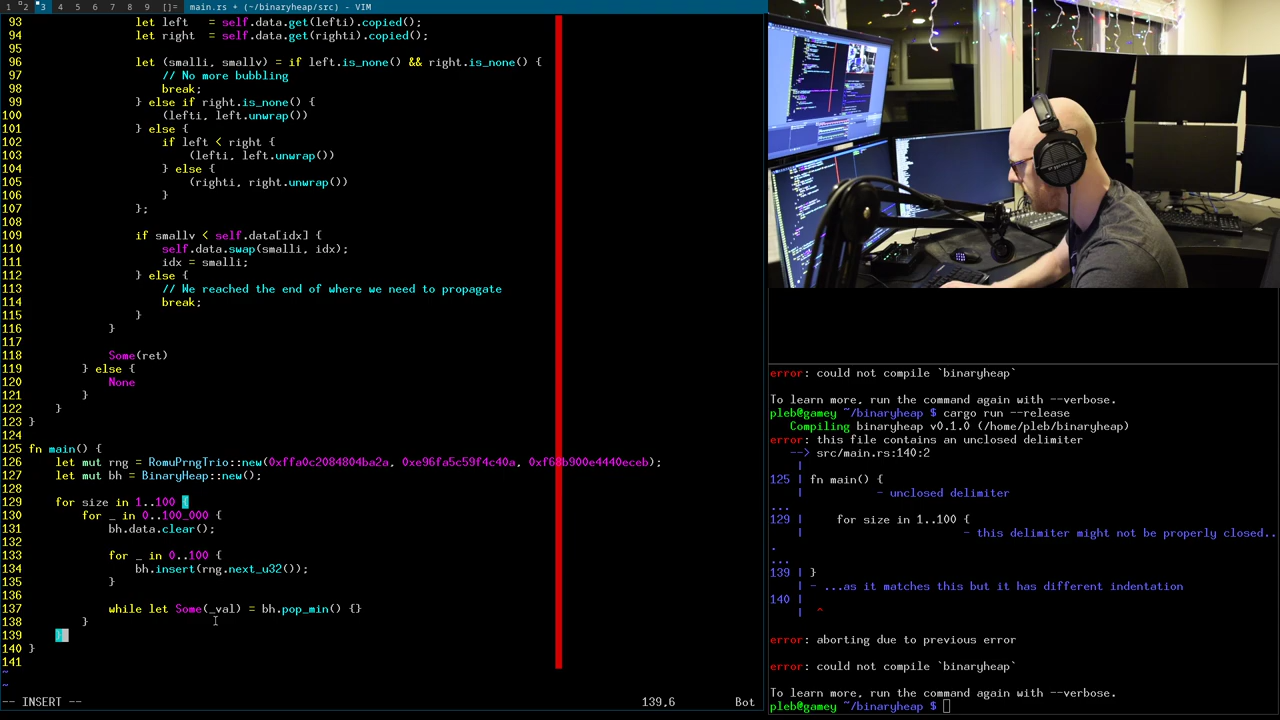 1 2 3 4 5 6 7 8 9 []= main.rs + (~/binaryheap/src) - VIM
93 let left = self.data.get(lefti).copied();
94 let right = self.data.get(righti).copied();
95
96 let (smalli, smallv) = if left.is_none() && right.is_none() {
97 // No more bubbling
98 break;
99 } else if right.is_none() {
100 (lefti, left.unwrap())
101 } else {
102 if left < right {
103 (lefti, left.unwrap())
104 } else {
105 (righti, right.unwrap())
106 }
107 };
108
109 if smallv < self.data[idx] {
110 self.data.swap(smalli, idx);
111 idx = smalli;
112 } else {
113 // We reached the end of where we need to propagate
114 break;
115 }
116 }
117
118 Some(ret)
119 } else {
120 None
121 }
122 }
123 }
124
125 fn main() {
126 let mut rng = RomuPrngTrio::new(0xffa0c2084804ba2a, 0xe96fa5c59f4c40a, 0xf68b900e4440eceb);
127 let mut bh = BinaryHeap::new();
128
129 for size in 1..100 {
130 for _ in 0..100_000 {
131 bh.data.clear();
132
133 for _ in 0..100 {
134 bh.insert(rng.next_u32());
135 }
136
137 while let Some(_val) = bh.pop_min() {}
138 }
139 }
140 }
141
~
~
-- INSERT -- 139,6 Bot
error: could not compile `binaryheap`
To learn more, run the command again with --verbose.
pleb@gamey ~/binaryheap $ cargo run --release
Compiling binaryheap v0.1.0 (/home/pleb/binaryheap)
error: this file contains an unclosed delimiter
--> src/main.rs:140:2
|
125 | fn main() {
| - unclosed delimiter
...
129 | for size in 1..100 {
| - this delimiter might not be properly closed..
.
...
139 | }
| - ...as it matches this but it has different indentation
140 |
| ^
error: aborting due to previous error
error: could not compile `binaryheap`
To learn more, run the command again with --verbose.
pleb@gamey ~/binaryheap $